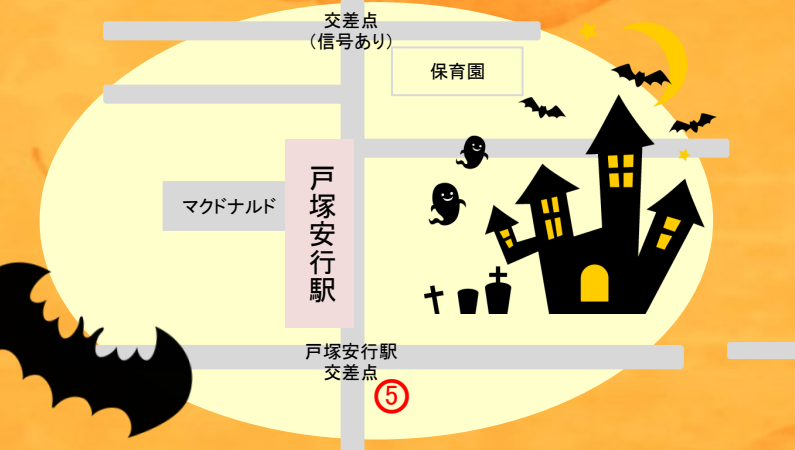 交差点
(信号あり)
保育園
マクドナルド
戸塚安行駅
戸塚安行駅
交差点
⑤